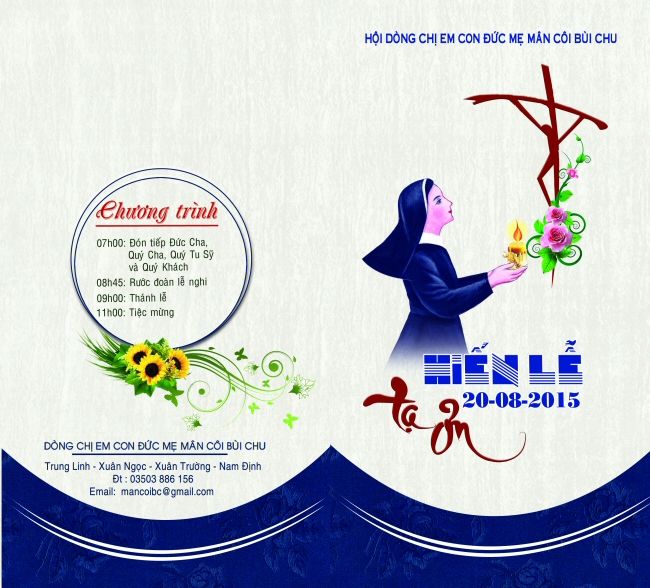 HỘI DÒNG CHỊ EM CON ĐỨC MẸ MÂN CÔI BÙI CHU
Chương trình
07h00: Đón tiếp Đức Cha,
Quý Cha, Quý Tu Sỹ
và Quý Khách
08h45: Rước đoàn lễ nghi
09h00: Thánh lễ
11h00: Tiệc mừng
HIẾN LỄ
20-08-2015
tạ ơn
DÒNG CHỊ EM CON ĐỨC MẸ MÂN CÔI BÙI CHU
Trung Linh - Xuân Ngọc - Xuân Trường - Nam Định
Đt : 03503 886 156
Email: mancoibc@gmail.com